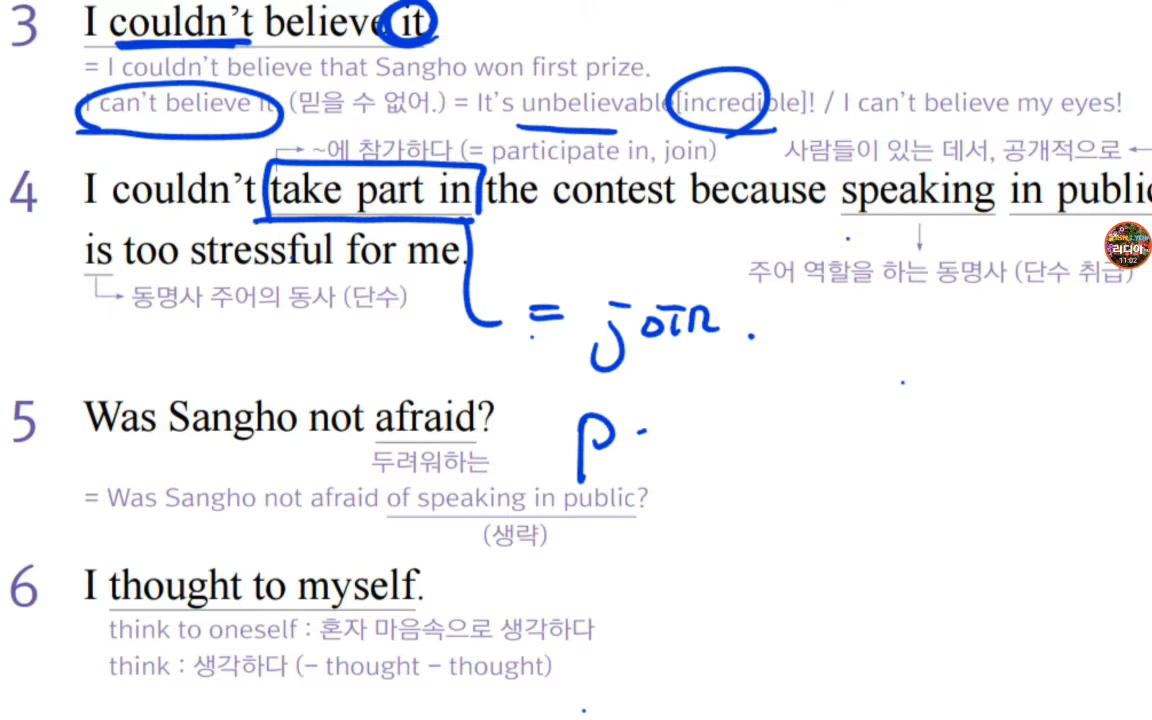 3 I couldn't believe it.
= I couldn't believe that Sangho won first prize.
I can't believe it. (믿을 수 없어.) = It's unbelievable[incredible]! / I can't believe my eyes!
~에 참가하다 (= participate in, join) 사람들이 있는 데서, 공개적으로
4 I couldn't take part in the contest because speaking in public
is too stressful for me.
리디아
11:02
주어 역할을 하는 동명사 (단수 취급)
동명사 주어의 동사 (단수)
= join.
5 Was Sangho not afraid?
p
두려워하는
= Was Sangho not afraid of speaking in public?
(생략)
6 I thought to myself.
think to oneself : 혼자 마음속으로 생각하다
think : 생각하다 (– thought – thought)